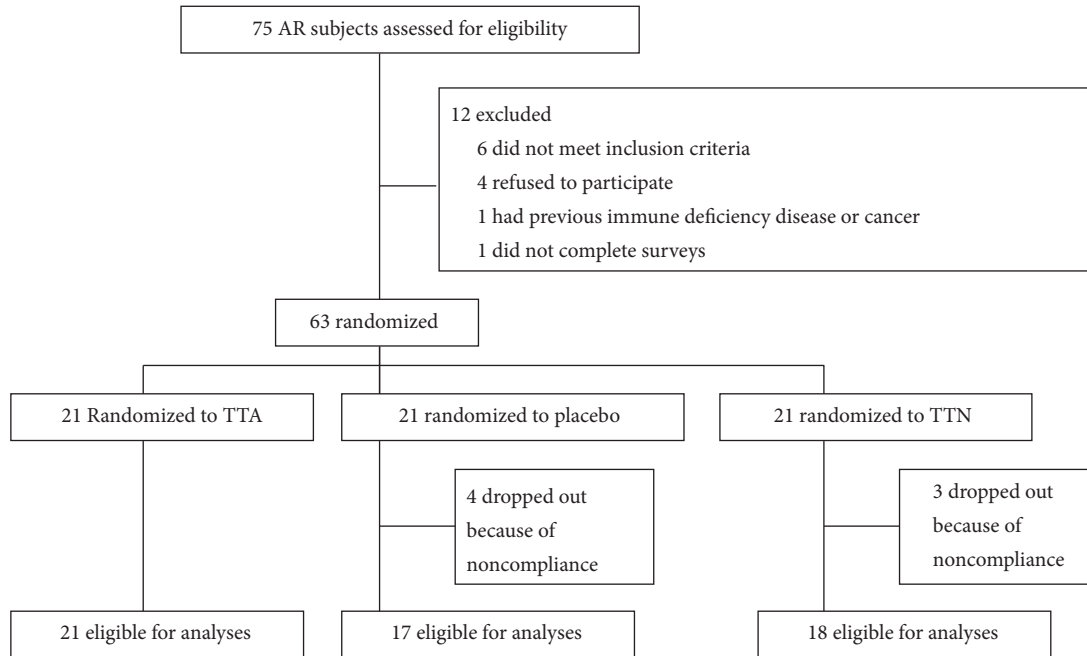 75 AR subjects assessed for eligibility
12 excluded
6 did not meet inclusion criteria
4 refused to participate
1 had previous immune deficiency disease or cancer
1 did not complete surveys
63 randomized
21 Randomized to TTA
21 randomized to placebo
21 randomized to TTN
4 dropped out
because of
noncompliance
3 dropped out
because of
noncompliance
21 eligible for analyses
17 eligible for analyses
18 eligible for analyses